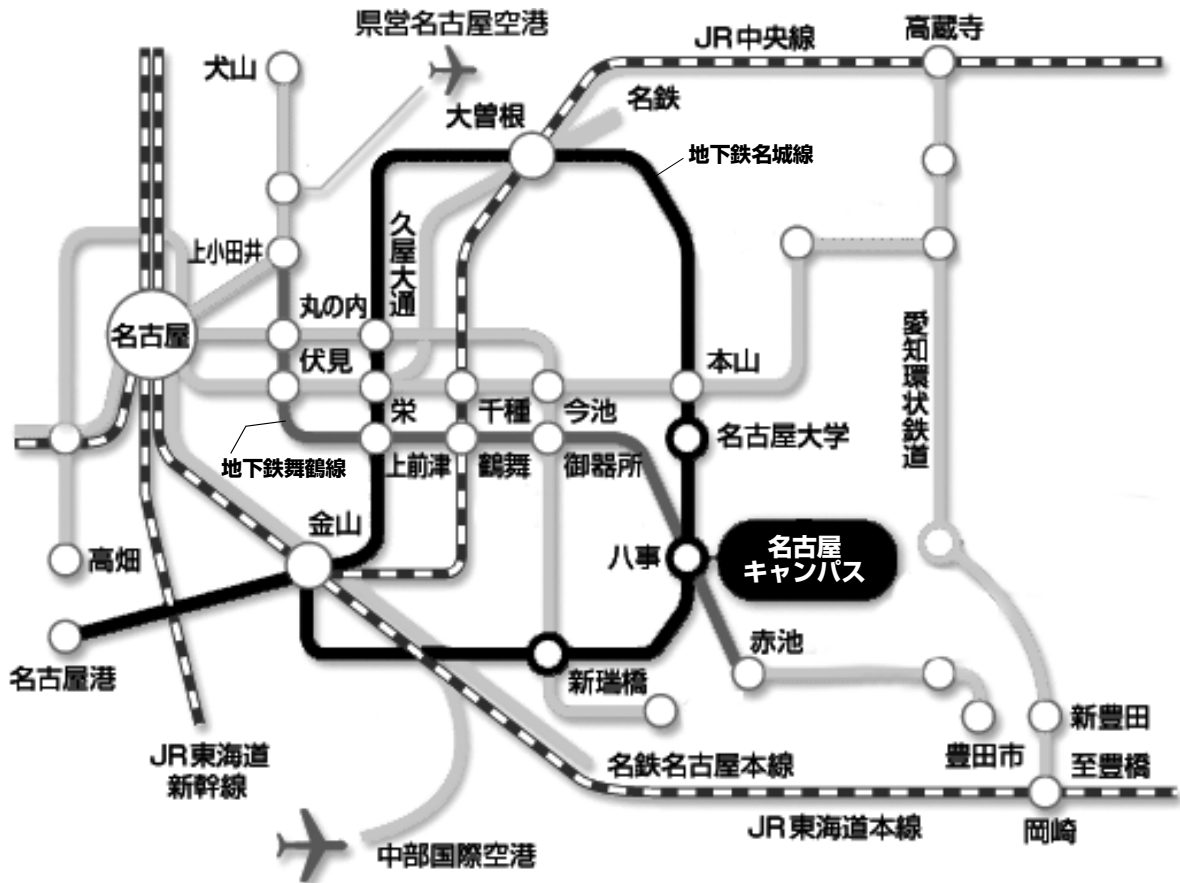 県営名古屋空港
JR中央線
高蔵寺
犬山
名鉄
大曽根
地下鉄名城線
久屋大通
上小田井
丸の内
名古屋
愛知環状鉄道
伏見
本山
栄
千種
今池
名古屋大学
地下鉄舞鶴線
上前津
鶴舞
御器所
金山
高畑
八事
名古屋
キャンパス
赤池
名古屋港
新瑞橋
新豊田
豊田市
JR東海道
新幹線
名鉄名古屋本線
至豊橋
JR東海道本線
岡崎
中部国際空港